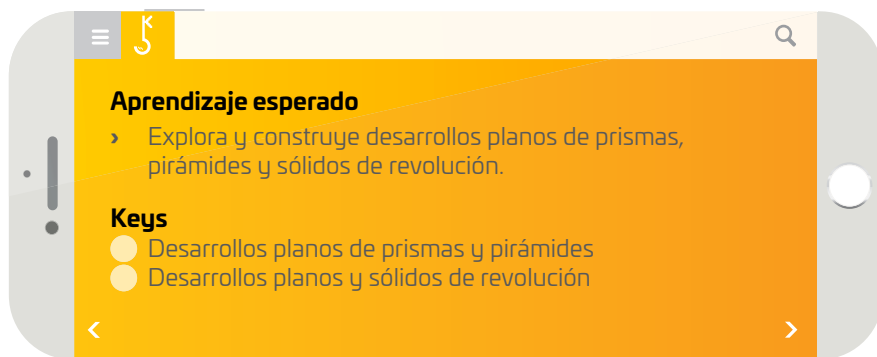 Aprendizaje esperado
› Explora y construye desarrollos planos de prismas,
pirámides y sólidos de revolución.
Keys
Desarrollos planos de prismas y pirámides
Desarrollos planos y sólidos de revolución